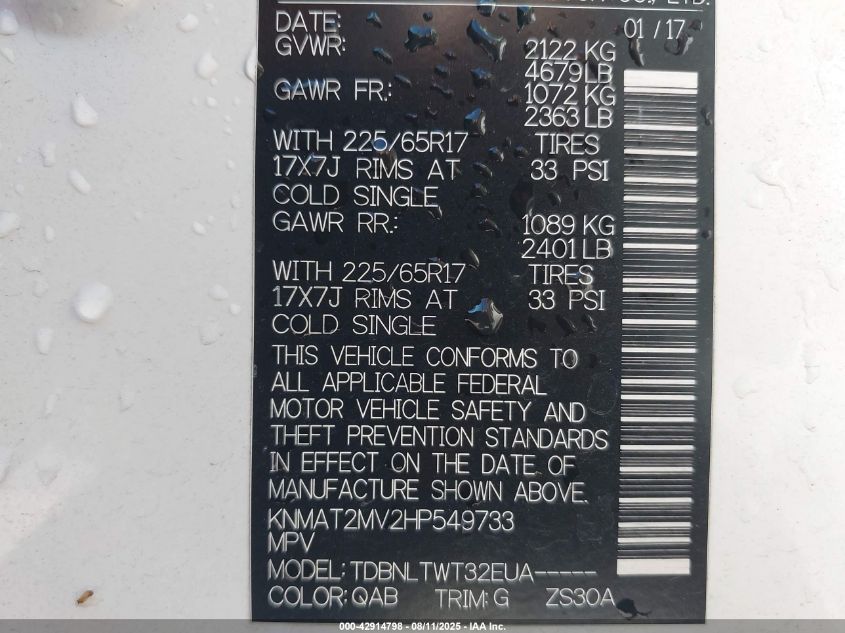 CO., LTD.
DATE: 01 / 17
GVWR: 2122 KG
4679 LB
GAWR FR.: 1072 KG
2363 LB
WITH 225/65R17 TIRES
17X7J RIMS AT 33 PSI
COLD SINGLE
GAWR RR.: 1089 KG
2401 LB
WITH 225/65R17 TIRES
17X7J RIMS AT 33 PSI
COLD SINGLE
THIS VEHICLE CONFORMS TO
ALL APPLICABLE FEDERAL
MOTOR VEHICLE SAFETY AND
THEFT PREVENTION STANDARDS
IN EFFECT ON THE DATE OF
MANUFACTURE SHOWN ABOVE.
KNMAT2MV2HP549733
MPV
MODEL: TDBNLTWT32EUA-----
COLOR: QAB TRIM: G ZS30A
000-42914798 - 08/11/2025 - IAA Inc.